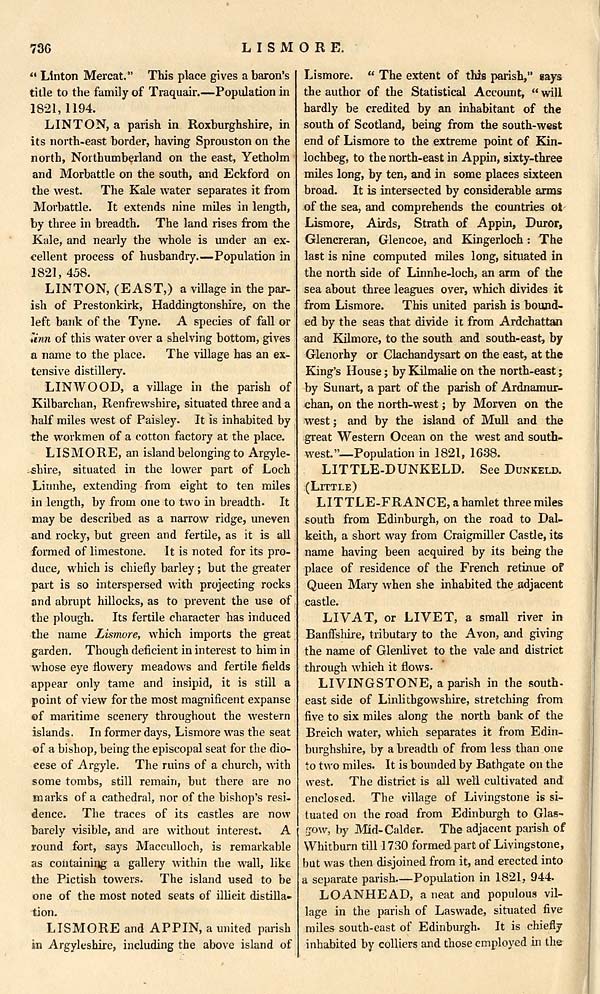 736
LISMORE.
“ Linton Mercat.” This place gives a baron's
title to the family of Traquair.—Population in
1821, 1194.
LINTON, a parish in Roxburghshire, in
its north-east border, having Sprouston on the
north, Northumberland on the east, Yetholm
and Morbattle on the south, and Eckford on
the west. The Kale water separates it from
Morbattle. It extends nine miles in length,
by three in breadth. The land rises from the
Kale, and nearly the whole is under an ex-
cellent process of husbandry.—Population in
1821, 458.
LINTON, (EAST,) a village in the par-
ish of Prestonkirk, Haddingtonshire, on the
left bank of the Tyne. A species of fall or
linn of this water over a shelving bottom, gives
a name to the place. The village has an ex-
tensive distillery.
LINWOOD, a village in the parish of
Kilbarchan, Renfrewshire, situated three and a
half miles west of Paisley. It is inhabited by
the workmen of a cotton factory at the place.
LISMORE, an island belonging to Argyle-
shire, situated in the lower part of Loch
Linnhe, extending from eight to ten miles
in length, by from one to two in breadth. It
may be described as a narrow ridge, uneven
and rocky, but green and fertile, as it is all
formed of limestone. It is noted for its pro-
duce, which is chiefly barley; but the greater
part is so interspersed with projecting rocks
and abrupt hillocks, as to prevent the use of
the plough. Its fertile character has induced
the name Lismore, which imports the great
garden. Though deficient in interest to him in
whose eye flowery meadows and fertile fields
appear only tame and insipid, it is still a
point of view for the most magnificent expanse
of maritime scenery throughout the western
islands. In former days, Lismore was the seat
of a bishop, being the episcopal seat for the dio-
cese of Argyle. The ruins of a church, with
some tombs, still remain, but there are no
marks of a cathedral, nor of the bishop's resi-
dence. The traces of its castles are now
barely visible, and are without interest. A
round fort, says Macculloch, is remarkable
as containing a gallery within the wall, like
the Pictish towers. The island used to be
one of the most noted seats of illicit distilla-
tion.
LISMORE and APPIN, a united parish
in Argyleshire, including the above island of
Lismore. “ The extent of this parish,” says
the author of the Statistical Account, “ will
hardly be credited by an inhabitant of the
south of Scotland, being from the south-west
end of Lismore to the extreme point of Kin-
lochbeg, to the north-east in Appin, sixty-three
miles long, by ten, and in some places sixteen
broad. It is intersected by considerable arms
of the sea, and comprehends the countries of
Lismore, Airds, Strath of Appin, Duror,
Glencreran, Glencoe, and Kingerloch : The
last is nine computed miles long, situated in
the north side of Linnhe-loch, an arm of the
sea about three leagues over, which divides it
from Lismore. This united parish is bound-
ed by the seas that divide it from Ardchattan
and Kilmore, to the south and south-east, by
Glenorhy or Clachandysart on the east, at the
King's House; by Kilmalie on the north-east;
by Sunart, a part of the parish of Ardnamur-
chan, on the north-west; by Morven on the
west; and by the island of Mull and the
great Western Ocean on the west and south-
west.”—Population in 1821, 1638.
LITTLE-DUNKELD. See DUNKELD.
(LITTLE)
LITTLE-FRANCE, a hamlet three miles
south from Edinburgh, on the road to Dal-
keith, a short way from Craigmiller Castle, its
name having been acquired by its being the
place of residence of the French retinue of
Queen Mary when she inhabited the adjacent
castle.
LIVAT, or LIVET, a small river in
Banffshire, tributary to the Avon, and giving
the name of Glenlivet to the vale and district
through which it flows.
LIVINGSTONE, a parish in the south-
east side of Linlithgowshire, stretching from
five to six miles along the north bank of the
Breich water, which separates it from Edin-
burghshire, by a breadth of from less than one
to two miles. It is bounded by Bathgate on the
west. The district is all well cultivated and
enclosed. The village of Livingstone is si-
tuated on the road from Edinburgh to Glas-
gow, by Mid-Calder. The adjacent parish of
Whitburn till 1730 formed part of Livingstone,
but was then disjoined from it, and erected into
a separate parish.—Population in 1821, 944.
LOANHEAD, a neat and populous vil-
lage in the parish of Laswade, situated five
miles south-east of Edinburgh. It is chiefly
inhabited by colliers and those employed in the